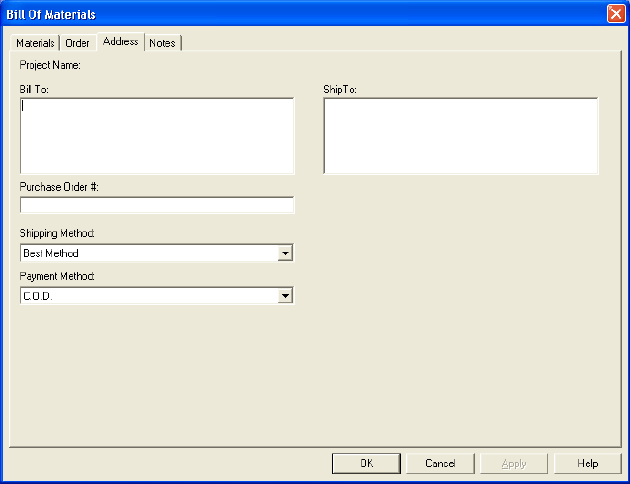 Bill Of Materials
Materials Order Address Notes
Project Name:
Bill To: ShipTo:
Purchase Order #:
Shipping Method:
Best Method
Payment Method:
C.O.D.
OK Cancel Apply Help